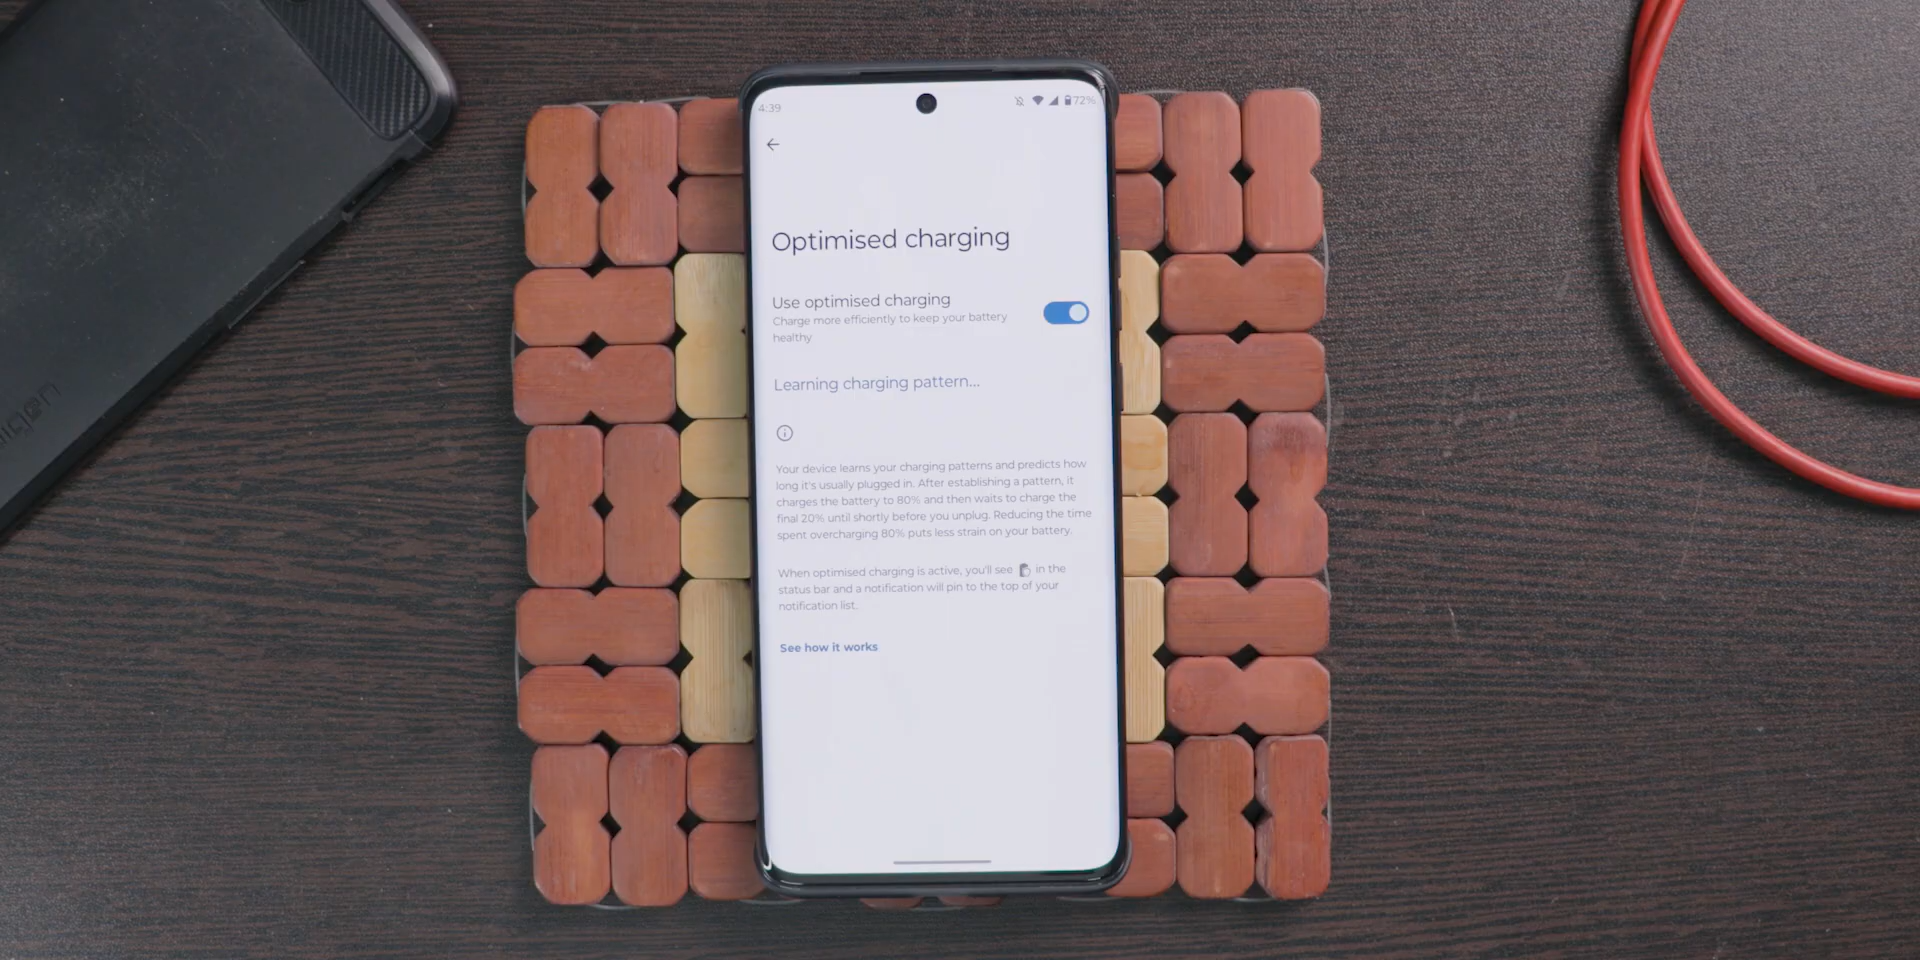 4:39
72%
Optimised charging
Use optimised charging
Charge more efficiently to keep your battery
healthy
Learning charging pattern...
Your device learns your charging patterns and predicts how
long it's usually plugged in. After establishing a pattern, it
charges the battery to 80% and then waits to charge the
final 20% until shortly before you unplug. Reducing the time
spent overcharging 80% puts less strain on your battery.
When optimised charging is active, you'll see in the
status bar and a notification will pin to the top of your
notification list.
See how it works